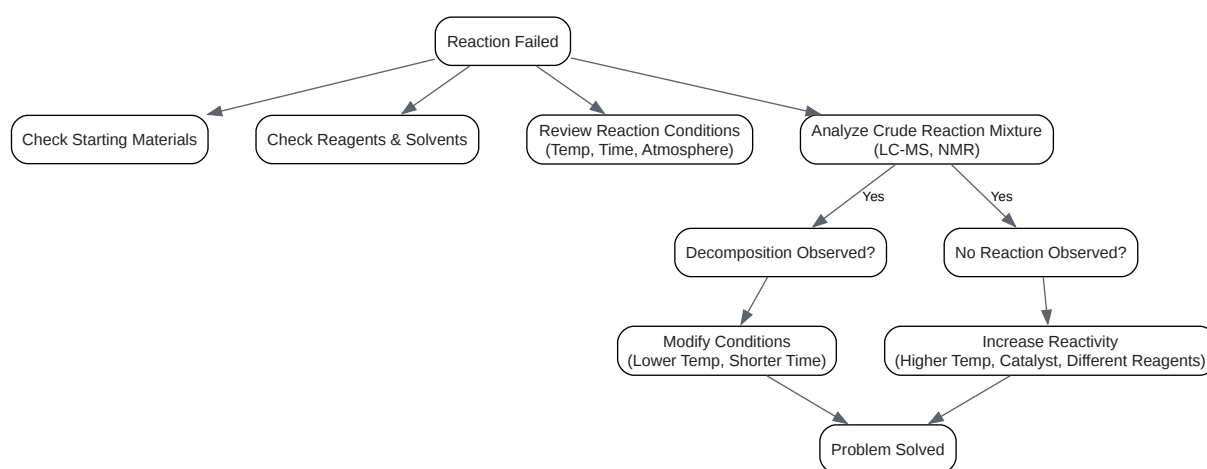 Reaction Failed
Check Starting Materials
Check Reagents & Solvents
Review Reaction Conditions
(Temp, Time, Atmosphere)
Analyze Crude Reaction Mixture
(LC-MS, NMR)
Yes
Yes
Decomposition Observed?
No Reaction Observed?
Modify Conditions
(Lower Temp, Shorter Time)
Increase Reactivity
(Higher Temp, Catalyst, Different Reagents)
Problem Solved